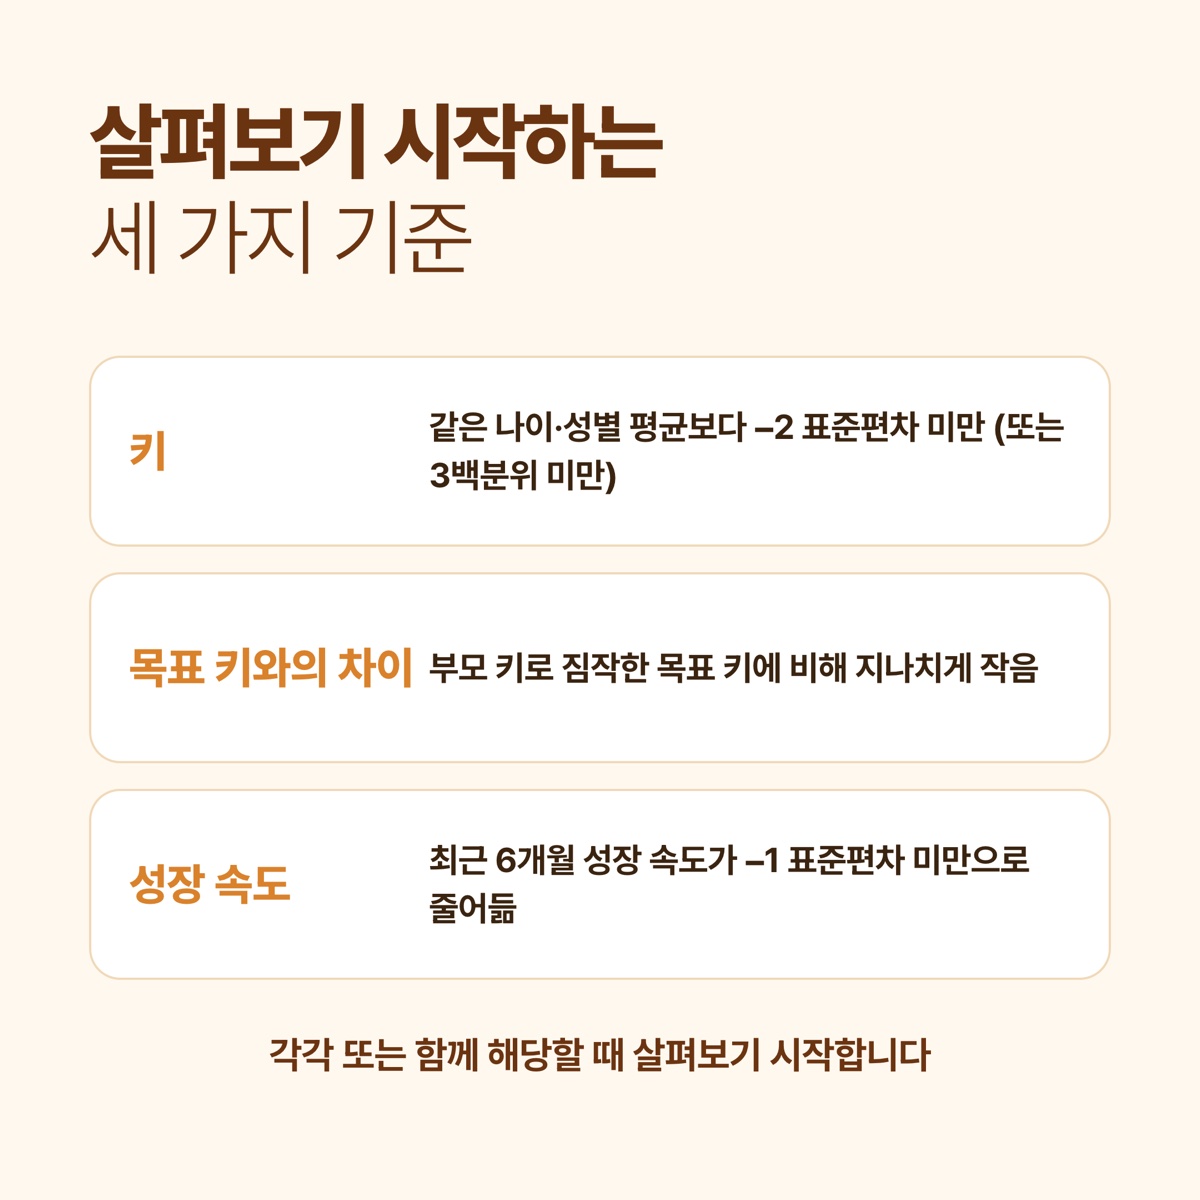 살펴보기 시작하는
세 가지 기준
키
같은 나이·성별 평균보다 –2 표준편차 미만 (또는
3백분위 미만)
목표 키와의 차이
부모 키로 짐작한 목표 키에 비해 지나치게 작음
성장 속도
최근 6개월 성장 속도가 –1 표준편차 미만으로
줄어듦
각각 또는 함께 해당할 때 살펴보기 시작합니다